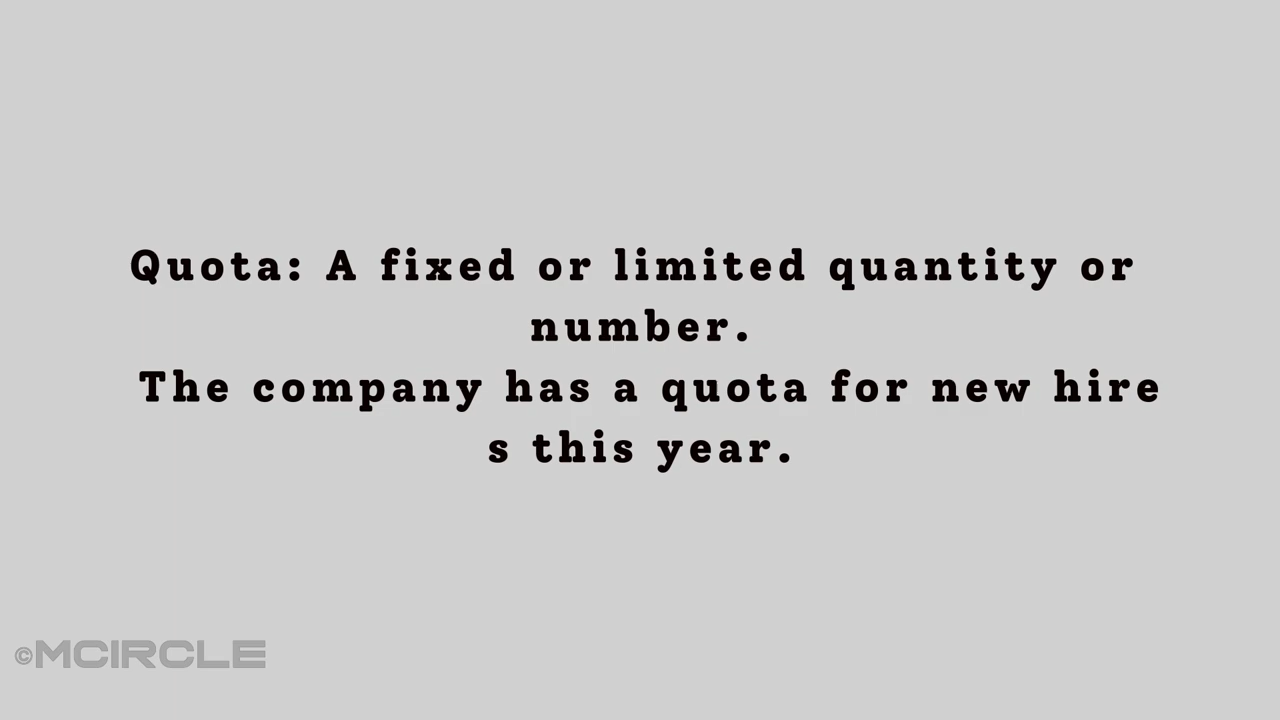 Quota: A fixed or limited quantity or
number.
The company has a quota for new hire
s this year.
©MCIRCLE